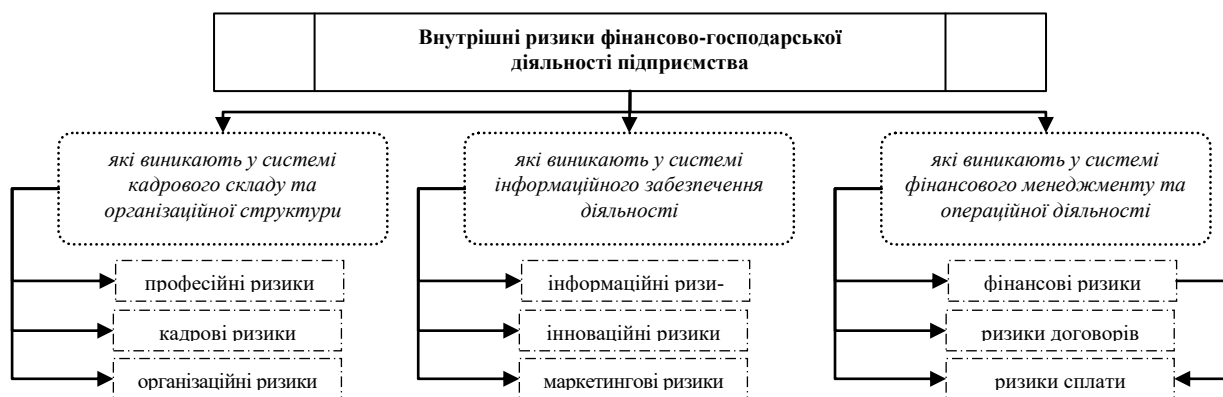 Внутрішні ризики фінансово-господарської
діяльності підприємства
які виникають у системі
кадрового складу та
організаційної структури
які виникають у системі
інформаційного забезпечення
діяльності
які виникають у системі
фінансового менеджменту та
операційної діяльності
професійні ризики
інформаційні ризи-
фінансові ризики
кадрові ризики
інноваційні ризики
ризики договорів
організаційні ризики
маркетингові ризики
ризики сплати